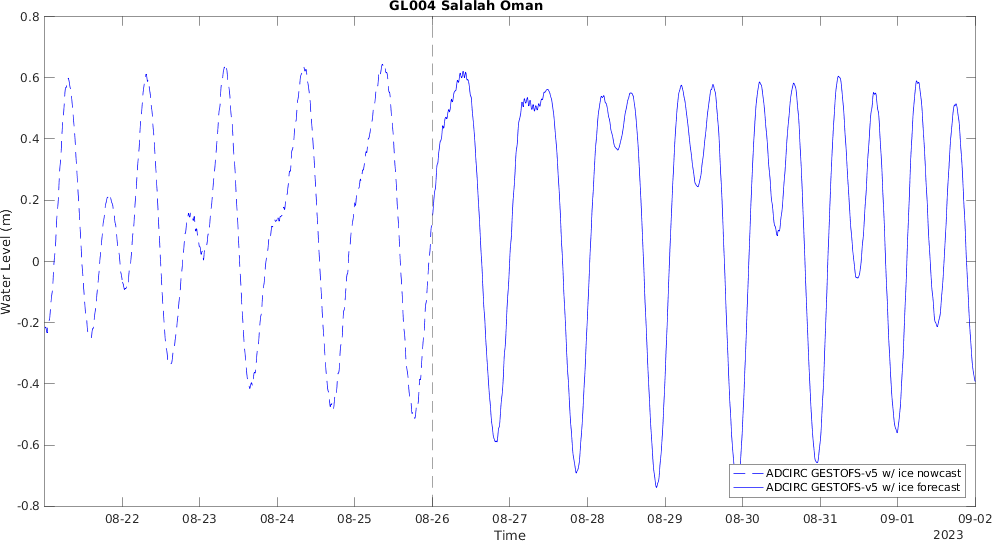 GL004 Salalah Oman
Water Level (m)
0.8
0.6
0.4
0.2
0
-0.2
-0.4
-0.6
-0.8
ADCIRC GESTOFS-v5 w/ ice nowcast
ADCIRC GESTOFS-v5 w/ ice forecast
08-22 08-23 08-24 08-25 08-26 08-27 08-28 08-29 08-30 08-31 09-01 09-02
Time
2023